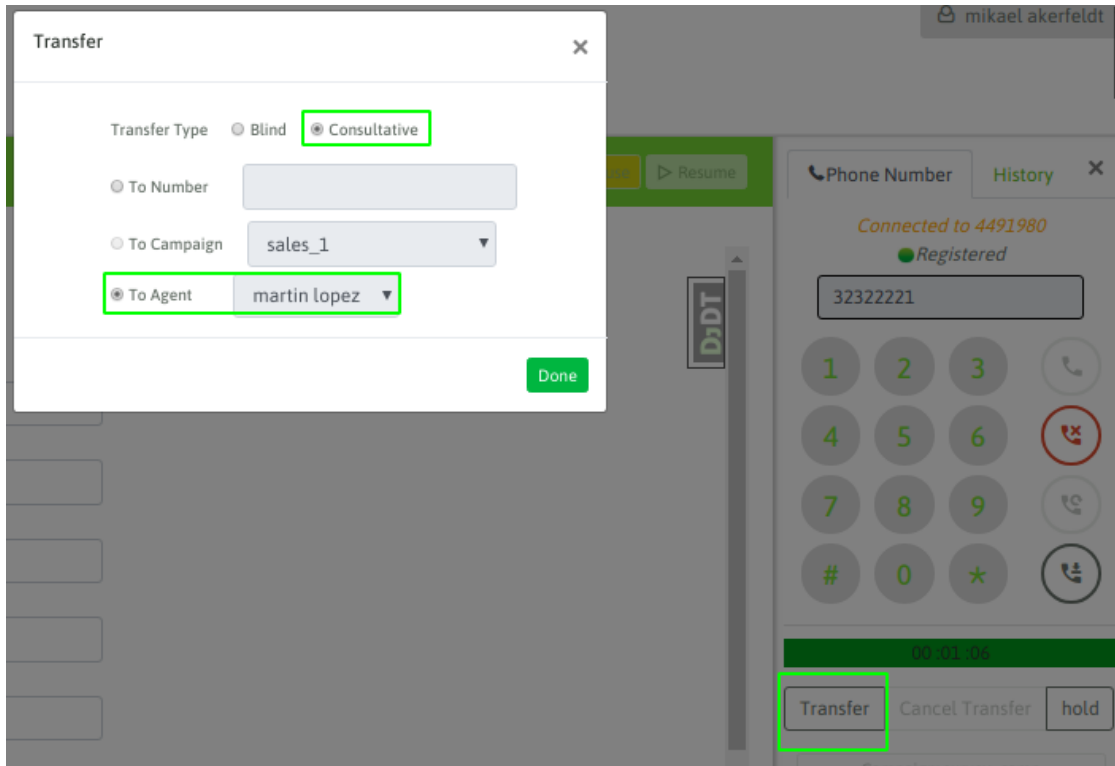 mikael akerfeldt
Transfer
×
Transfer Type Blind Consultative
To Number
To Campaign sales_1
To Agent martin lopez
Done
Resume
DjDT
Phone Number History ×
Connected to 4491980
Registered
32322221
1 2 3
4 5 6
7 8 9
# 0 *
00 :01 :06
Transfer Cancel Transfer hold